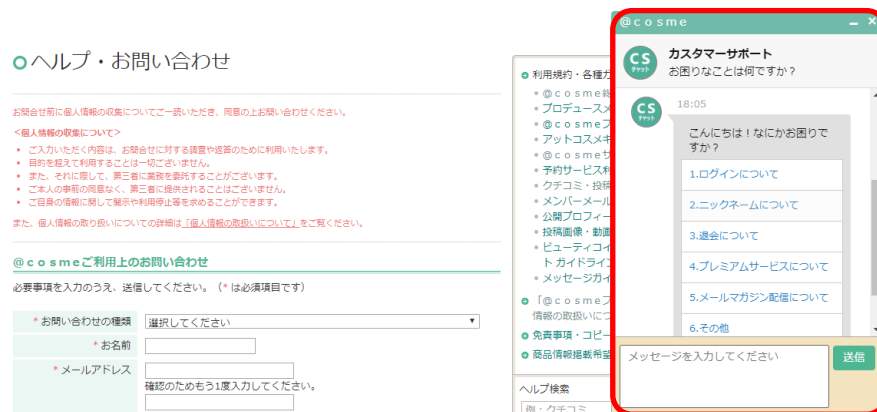 ヘルプ・お問い合わせ
お問合せ前に個人情報の収集についてご一読いただき、同意の上お問い合わせください。
<個人情報の収集について>
ご入力いただく内容は、お問合せに対する調査や返答のために利用いたします。
目的を超えて利用することは一切ございません。
また、それに際して、第三者に業務を委託することがございます。
ご本人の事前の同意なく、第三者に提供されることはございません。
ご自身の情報に関して開示や利用停止等を求めることができます。
また、個人情報の取り扱いについての詳細は「個人情報の取扱いについて」をご覧ください。
@cosmeご利用上のお問い合わせ
必要事項を入力のうえ、送信してください。（* は必須項目です）
* お問い合わせの種類
選択してください
* お名前
* メールアドレス
確認のためもう1度入力してください。
利用規約・各種ガ
@cosme総
プロデュースメ
@cosmeプ
アットコスメキ
@cosmeサ
予約サービス利
クチコミ・投稿
メンバーメール
公開プロフィー
投稿画像・動画
ビューティコイ
トガイドライン
メッセージガイ
「@cosmeプ
情報の取扱いにつ
免責事項・コピー
商品情報掲載希望
ヘルプ検索
例・クチコミ
@cosme
CS
チャット
カスタマーサポート
お困りなことは何ですか？
CS
チャット
18:05
こんにちは！なにかお困りで
すか？
1.ログインについて
2.ニックネームについて
3.退会について
4.プレミアムサービスについて
5.メールマガジン配信について
6.その他
メッセージを入力してください
送信